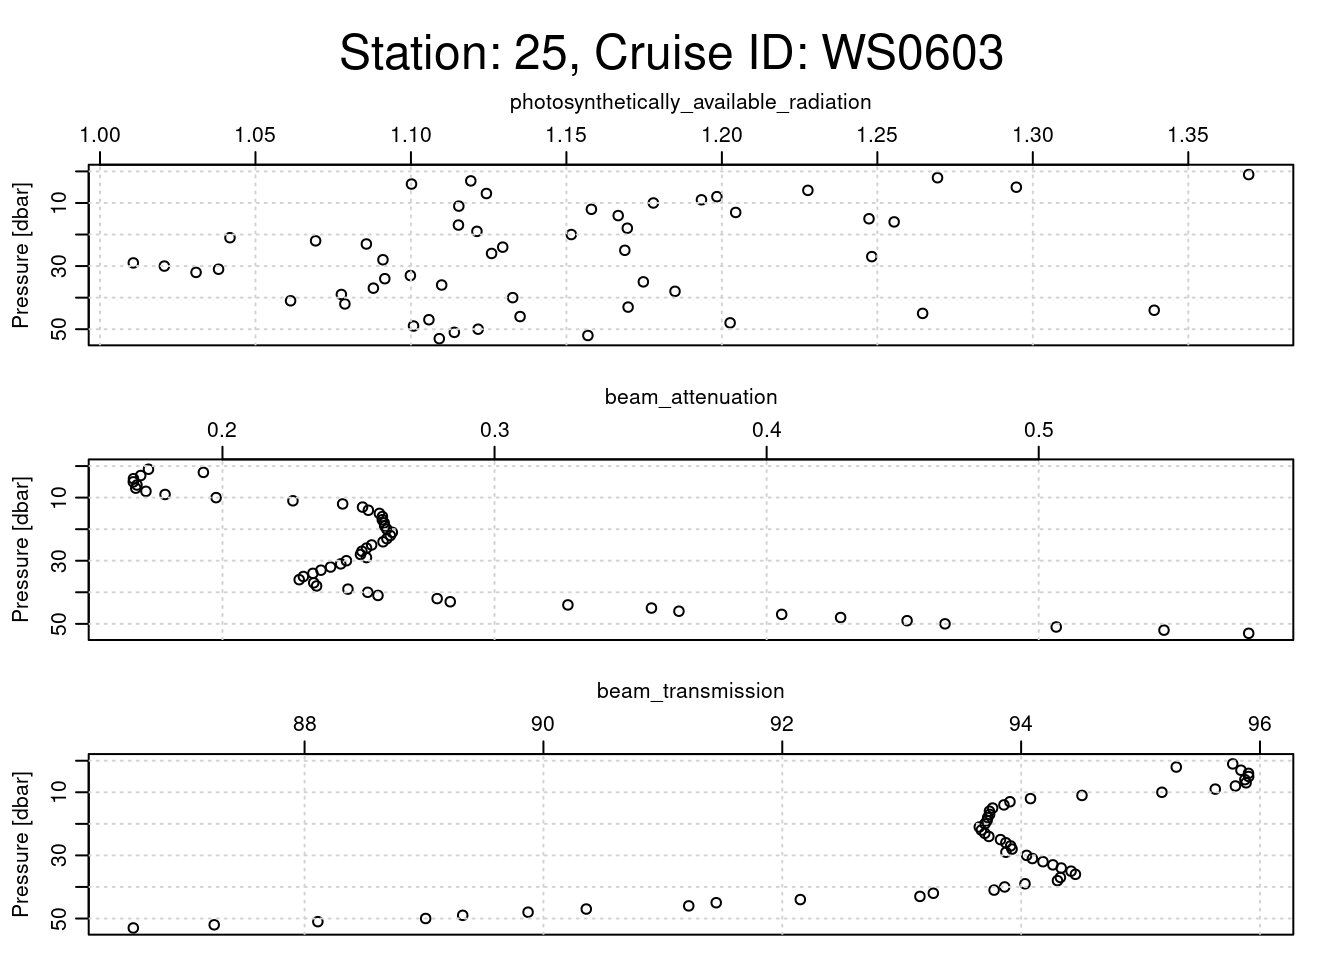 Station: 25, Cruise ID: WS0603
photosynthetically_available_radiation
1.00 1.05 1.10 1.15 1.20 1.25 1.30 1.35
Pressure [dbar]
10
30
50
beam_attenuation
0.2 0.3 0.4 0.5
Pressure [dbar]
10
30
50
beam_transmission
88 90 92 94 96
Pressure [dbar]
10
30
50